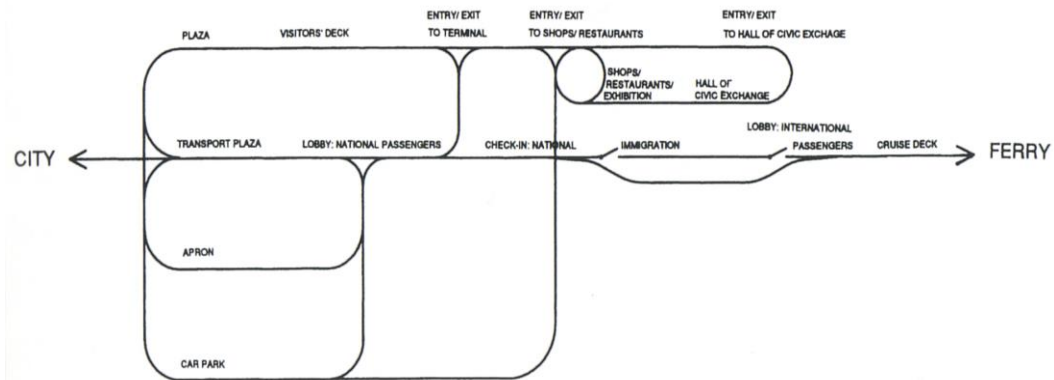 ENTRY/ EXIT
TO TERMINAL
ENTRY/ EXIT
TO SHOPS/ RESTAURANTS
ENTRY/ EXIT
TO HALL OF CIVIC EXCHAGE
PLAZA
VISITORS' DECK
SHOPS/
RESTAURANTS/
EXHIBITION
HALL OF
CIVIC EXCHANGE
CITY
TRANSPORT PLAZA
LOBBY: NATIONAL PASSENGERS
CHECK-IN: NATIONAL
IMMIGRATION
LOBBY: INTERNATIONAL
PASSENGERS
CRUISE DECK
FERRY
APRON
CAR PARK